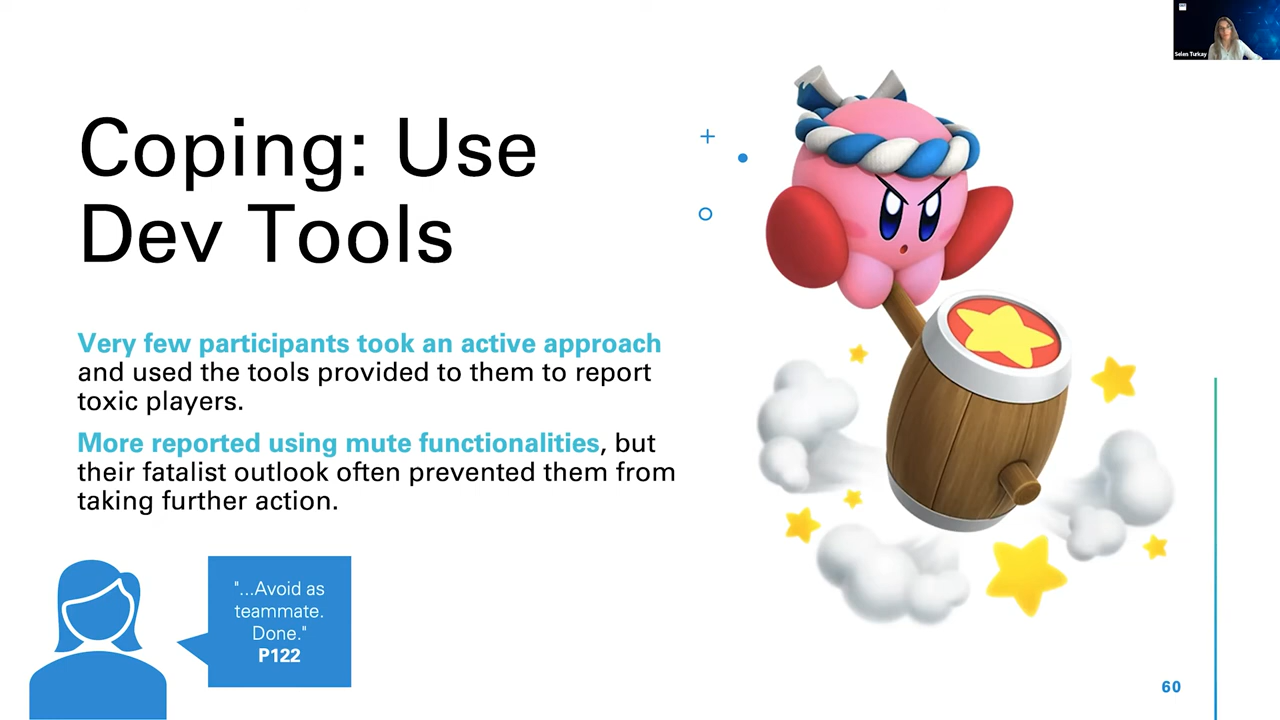 Selen Turkay
Coping: Use
Dev Tools
Very few participants took an active approach
and used the tools provided to them to report
toxic players.
More reported using mute functionalities, but
their fatalist outlook often prevented them from
taking further action.
"...Avoid as
teammate.
Done."
P122
60